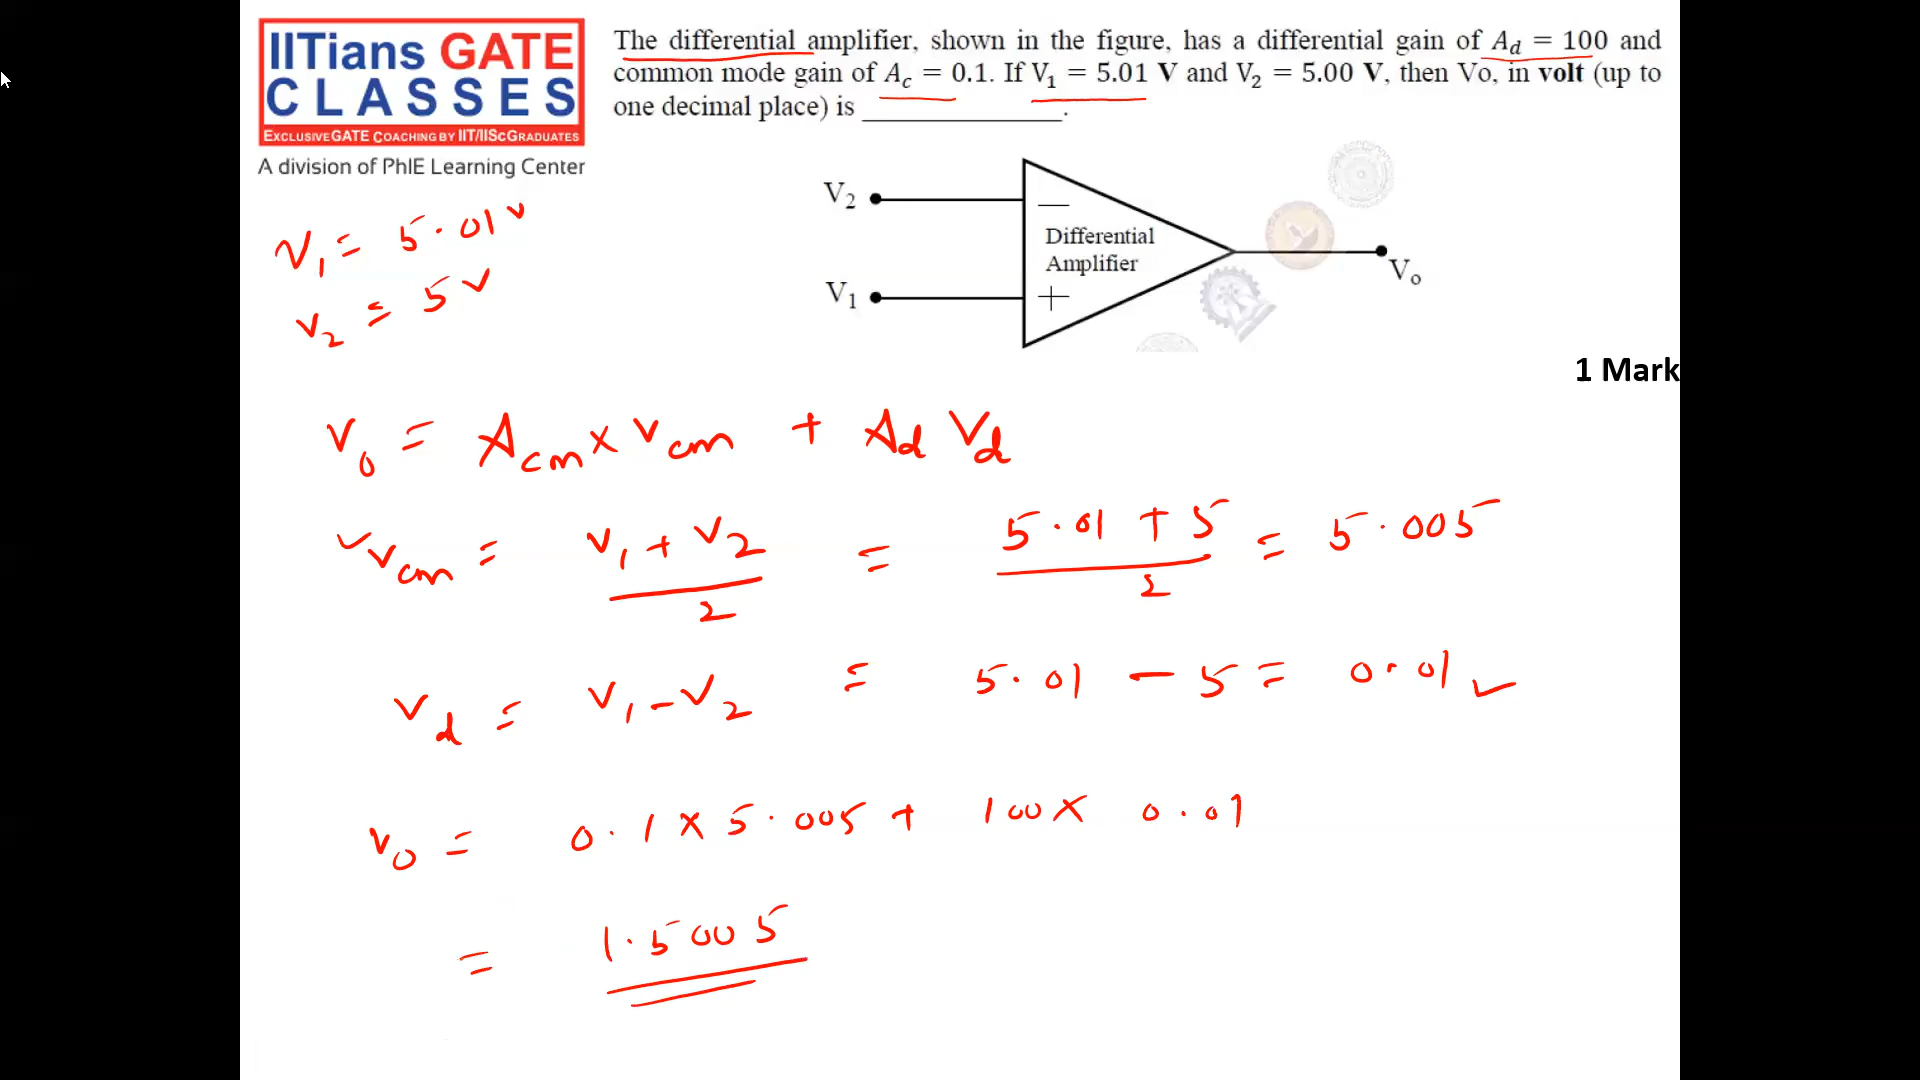 IITians GATE
CLASSES
EXCLUSIVE GATE COACHING BY IIT/IISc GRADUATES
A division of PhIE Learning Center
The differential amplifier, shown in the figure, has a differential gain of A_d = 100 and
common mode gain of A_c = 0.1. If V₁ = 5.01 V and V₂ = 5.00 V, then Vo, in volt (up to
one decimal place) is ______________.
V₂
−
Differential
Amplifier
V₁
+
V₀
1 Mark
V₁ = 5.01 V
V₂ = 5 V
V₀ = A_cm × V_cm + A_d V_d
✓ V_cm = (V₁ + V₂)/2 = (5.01 + 5)/2 = 5.005
V_d = V₁ - V₂ = 5.01 - 5 = 0.01 ✓
V₀ = 0.1 × 5.005 + 100 × 0.01
= 1.5005